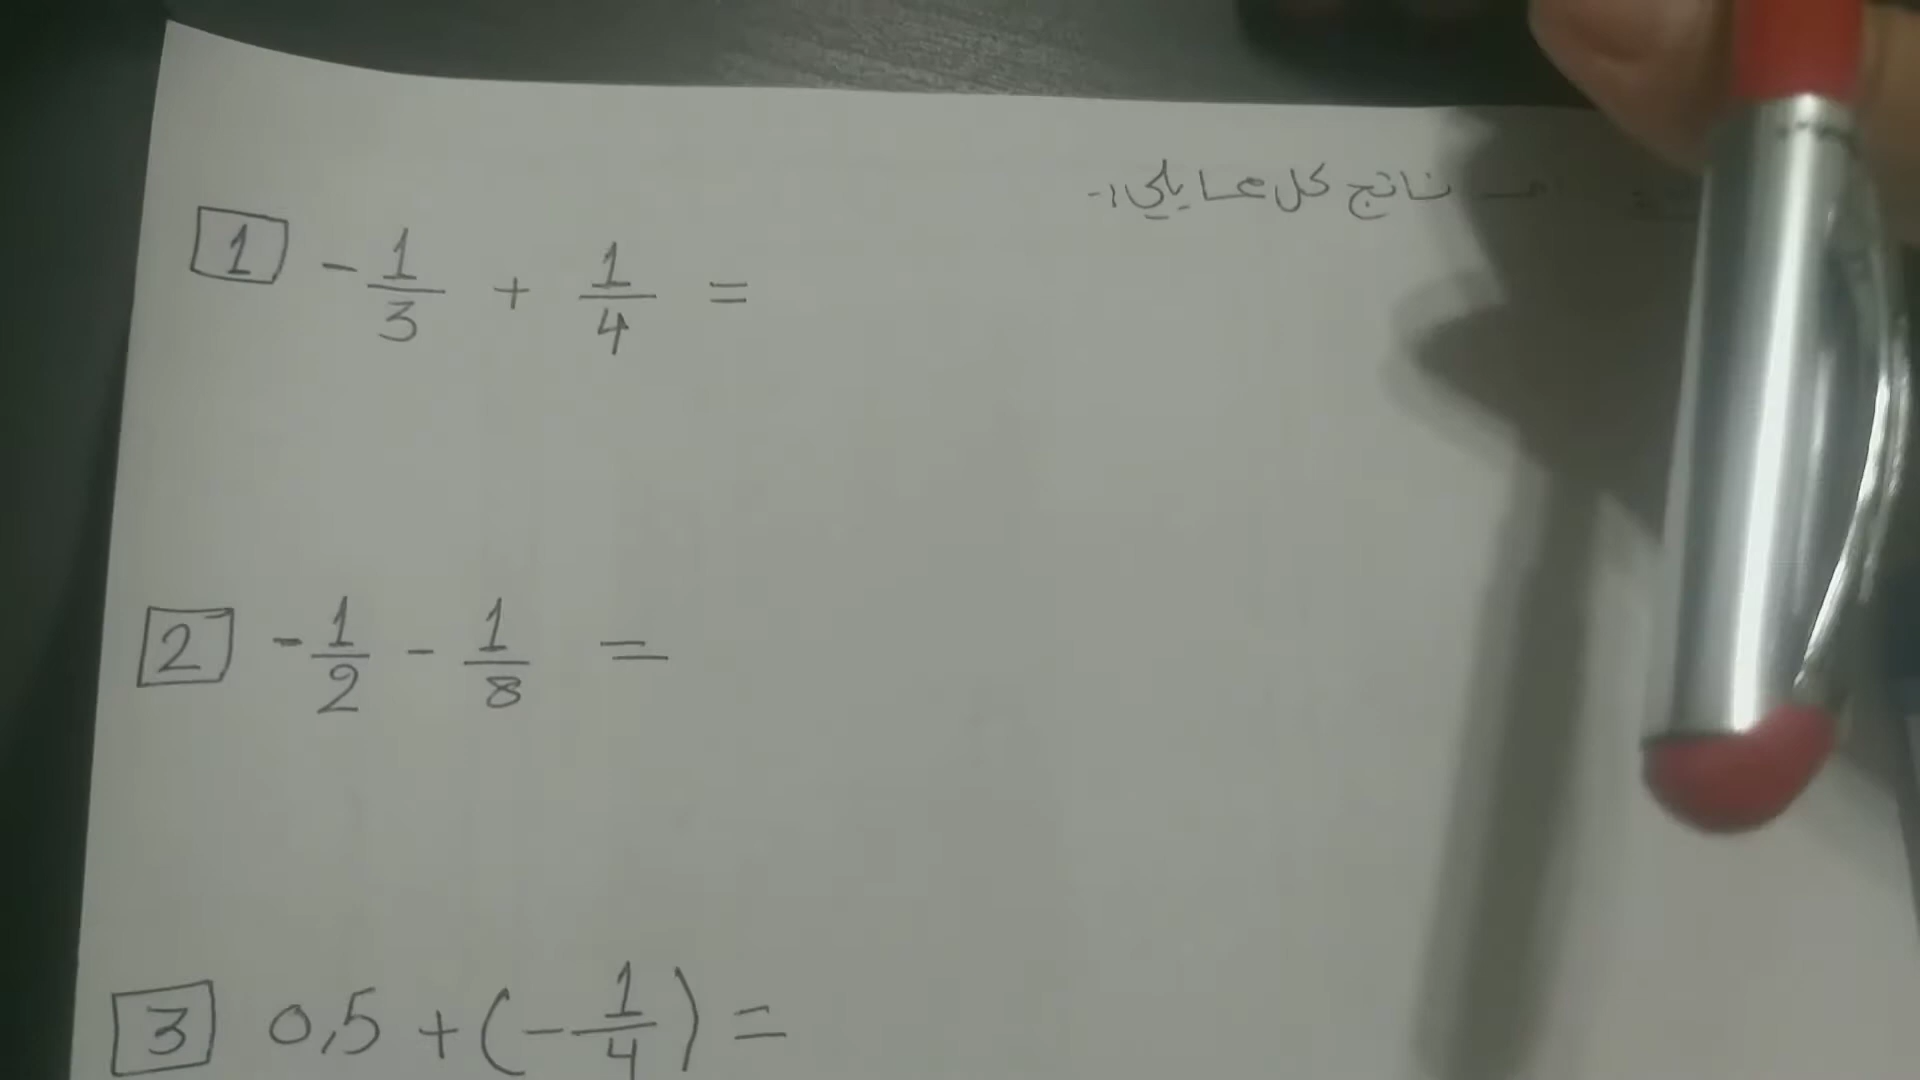 ناتج كل مما يلي :-
1 -1/3 + 1/4 =
2 -1/2 - 1/8 =
3 0,5 + (-1/4) =